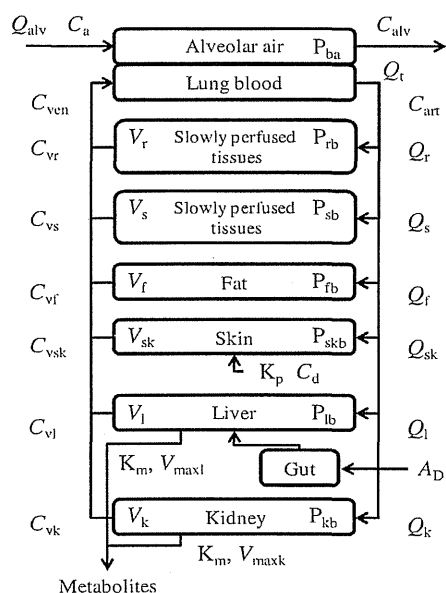 Q_alv C_a C_alv
Alveolar air P_ba
Lung blood Q_t
C_ven C_art
V_r Slowly perfused tissues P_rb
C_vr Q_r
V_s Slowly perfused tissues P_sb
C_vs Q_s
V_f Fat P_fb
C_vf Q_f
V_sk Skin P_skb
C_vsk Q_sk
K_p C_d
V_l Liver P_lb
C_vl Q_l
K_m, V_maxl
Gut A_D
V_k Kidney P_kb
C_vk Q_k
K_m, V_maxk
Metabolites